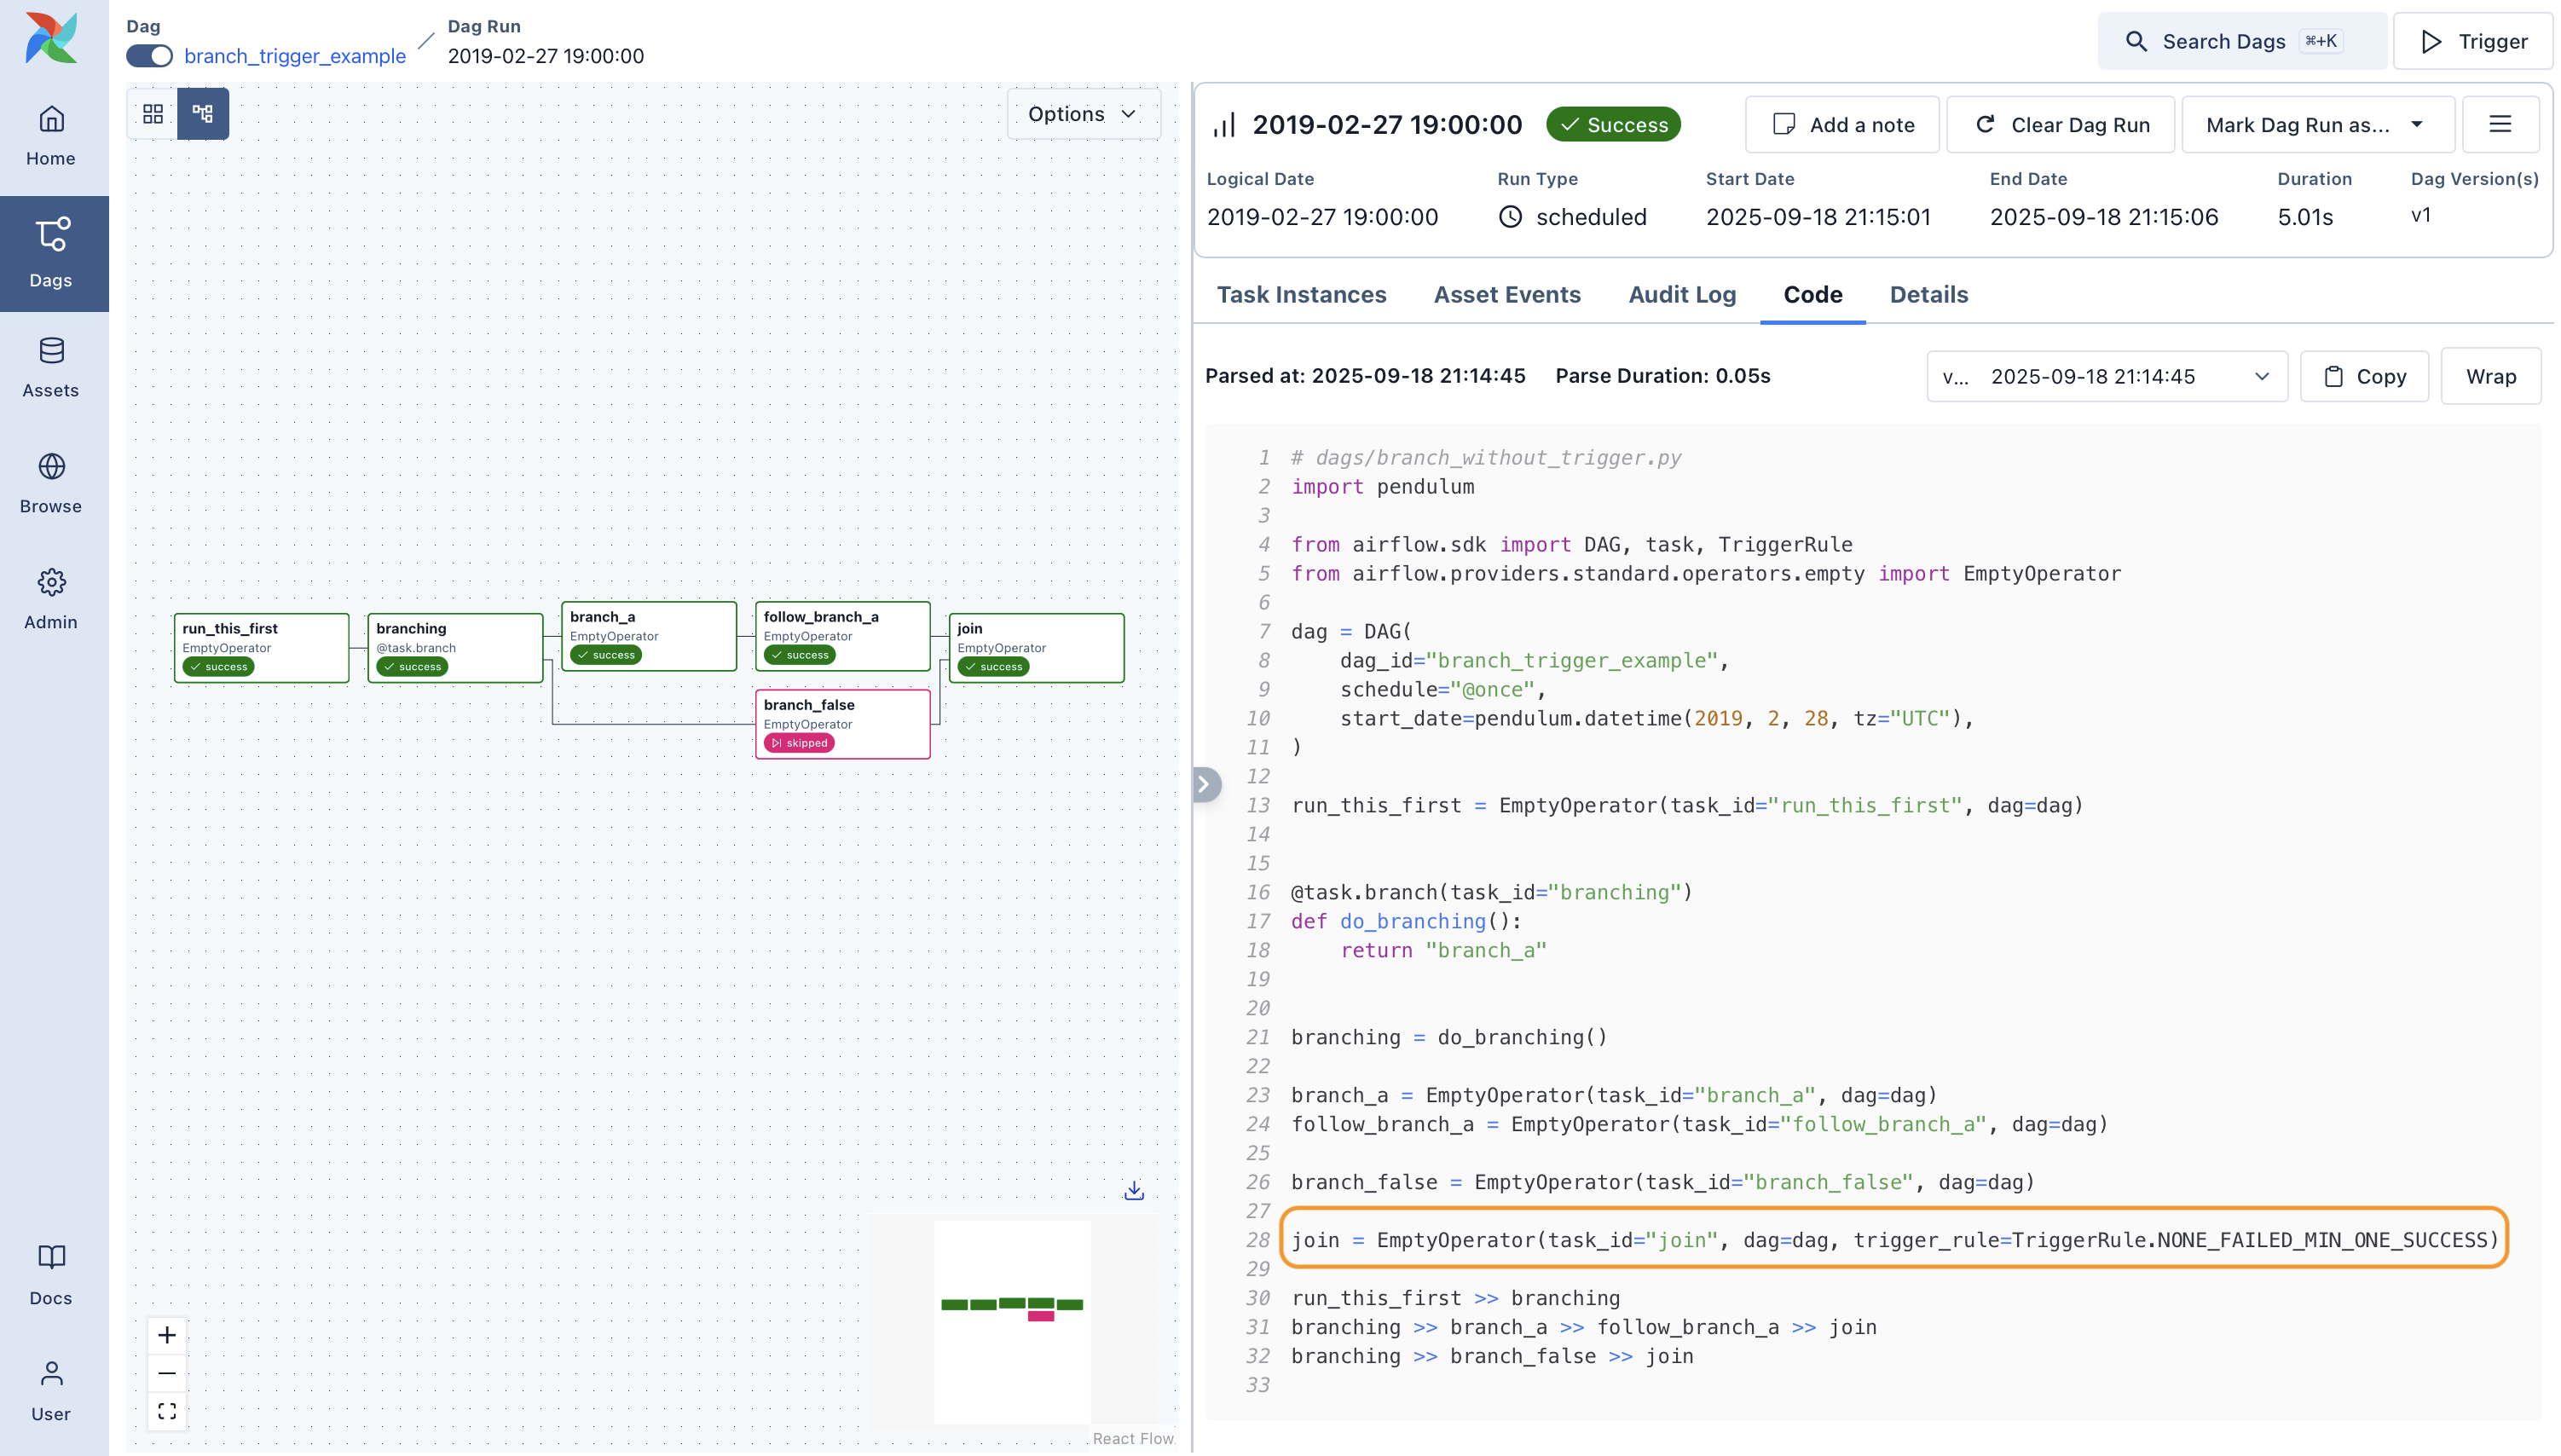 Dag
branch_trigger_example
/
Dag Run
2019-02-27 19:00:00
Search Dags ⌘+K
Trigger
Home
Dags
Assets
Browse
Admin
Docs
User
Options
run_this_first
EmptyOperator
success
branching
@task.branch
success
branch_a
EmptyOperator
success
follow_branch_a
EmptyOperator
success
branch_false
EmptyOperator
skipped
join
EmptyOperator
success
React Flow
2019-02-27 19:00:00 Success
Add a note
Clear Dag Run
Mark Dag Run as...
Logical Date Run Type Start Date End Date Duration Dag Version(s)
2019-02-27 19:00:00 scheduled 2025-09-18 21:15:01 2025-09-18 21:15:06 5.01s v1
Task Instances Asset Events Audit Log Code Details
Parsed at: 2025-09-18 21:14:45 Parse Duration: 0.05s v... 2025-09-18 21:14:45 Copy Wrap
1 # dags/branch_without_trigger.py
2 import pendulum
3
4 from airflow.sdk import DAG, task, TriggerRule
5 from airflow.providers.standard.operators.empty import EmptyOperator
6
7 dag = DAG(
8     dag_id="branch_trigger_example",
9     schedule="@once",
10     start_date=pendulum.datetime(2019, 2, 28, tz="UTC"),
11 )
12
13 run_this_first = EmptyOperator(task_id="run_this_first", dag=dag)
14
15
16 @task.branch(task_id="branching")
17 def do_branching():
18     return "branch_a"
19
20
21 branching = do_branching()
22
23 branch_a = EmptyOperator(task_id="branch_a", dag=dag)
24 follow_branch_a = EmptyOperator(task_id="follow_branch_a", dag=dag)
25
26 branch_false = EmptyOperator(task_id="branch_false", dag=dag)
27
28 join = EmptyOperator(task_id="join", dag=dag, trigger_rule=TriggerRule.NONE_FAILED_MIN_ONE_SUCCESS)
29
30 run_this_first >> branching
31 branching >> branch_a >> follow_branch_a >> join
32 branching >> branch_false >> join
33